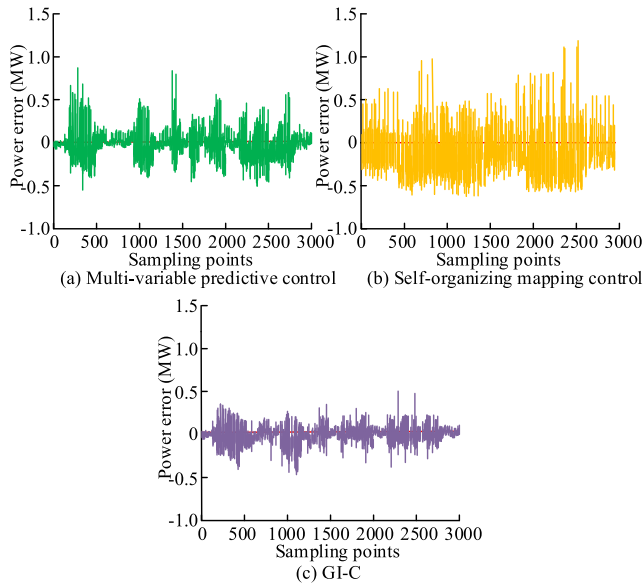 1.5
1.0
0.5
0
-0.5
-1.0
Power error (MW)
0 500 1000 1500 2000 2500 3000
Sampling points
(a) Multi-variable predictive control
1.5
1.0
0.5
0
-0.5
-1.0
Power error (MW)
0 500 1000 1500 2000 2500 3000
Sampling points
(b) Self-organizing mapping control
1.5
1.0
0.5
0
-0.5
-1.0
Power error (MW)
0 500 1000 1500 2000 2500 3000
Sampling points
(c) GI-C